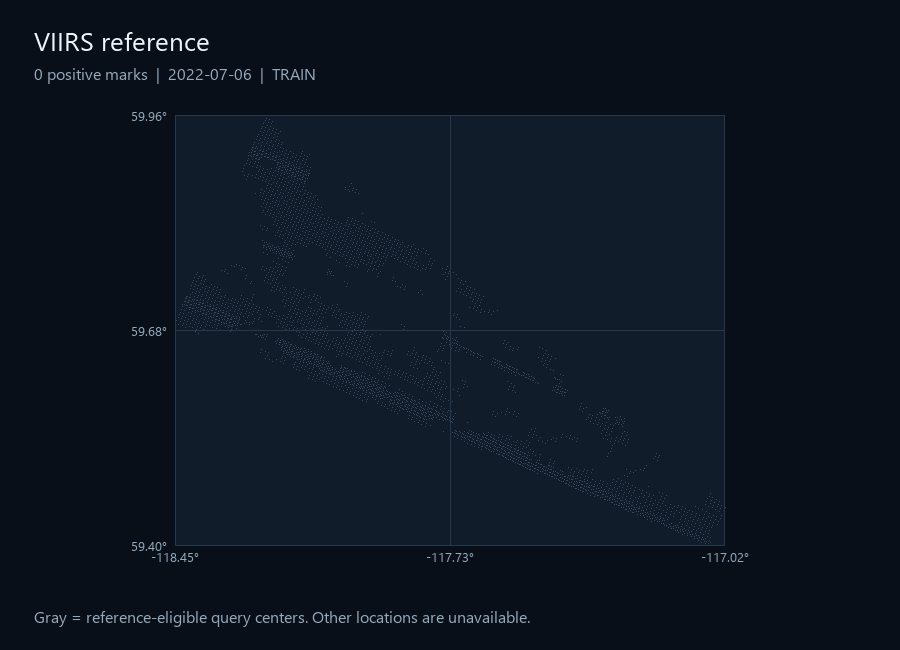 VIIRS reference
0 positive marks | 2022-07-06 | TRAIN
59.96°
59.68°
59.40°
-118.45° -117.73° -117.02°
Gray = reference-eligible query centers. Other locations are unavailable.